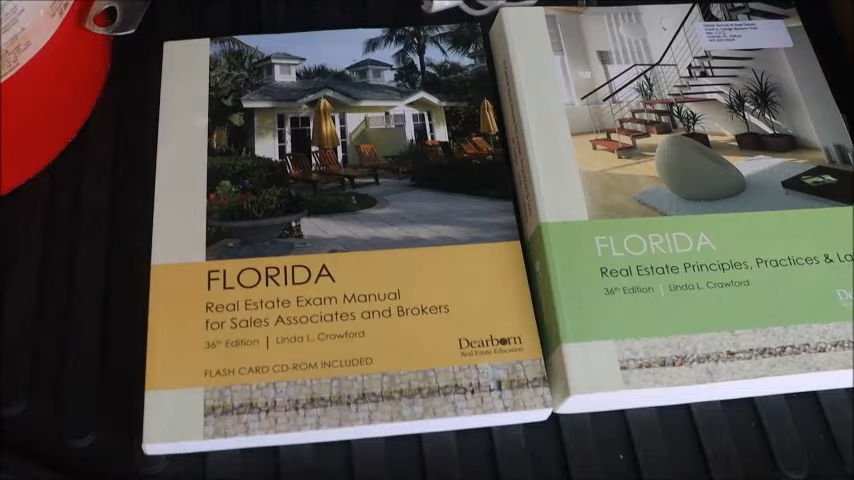 FLORIDA
Real Estate Exam Manual
for Sales Associates and Brokers
36th Edition | Linda L. Crawford
FLASH CARD CD-ROM INCLUDED
Dearborn
Real Estate Education
FLORIDA
Real Estate Principles, Practices & La
36th Edition | Linda L. Crawford